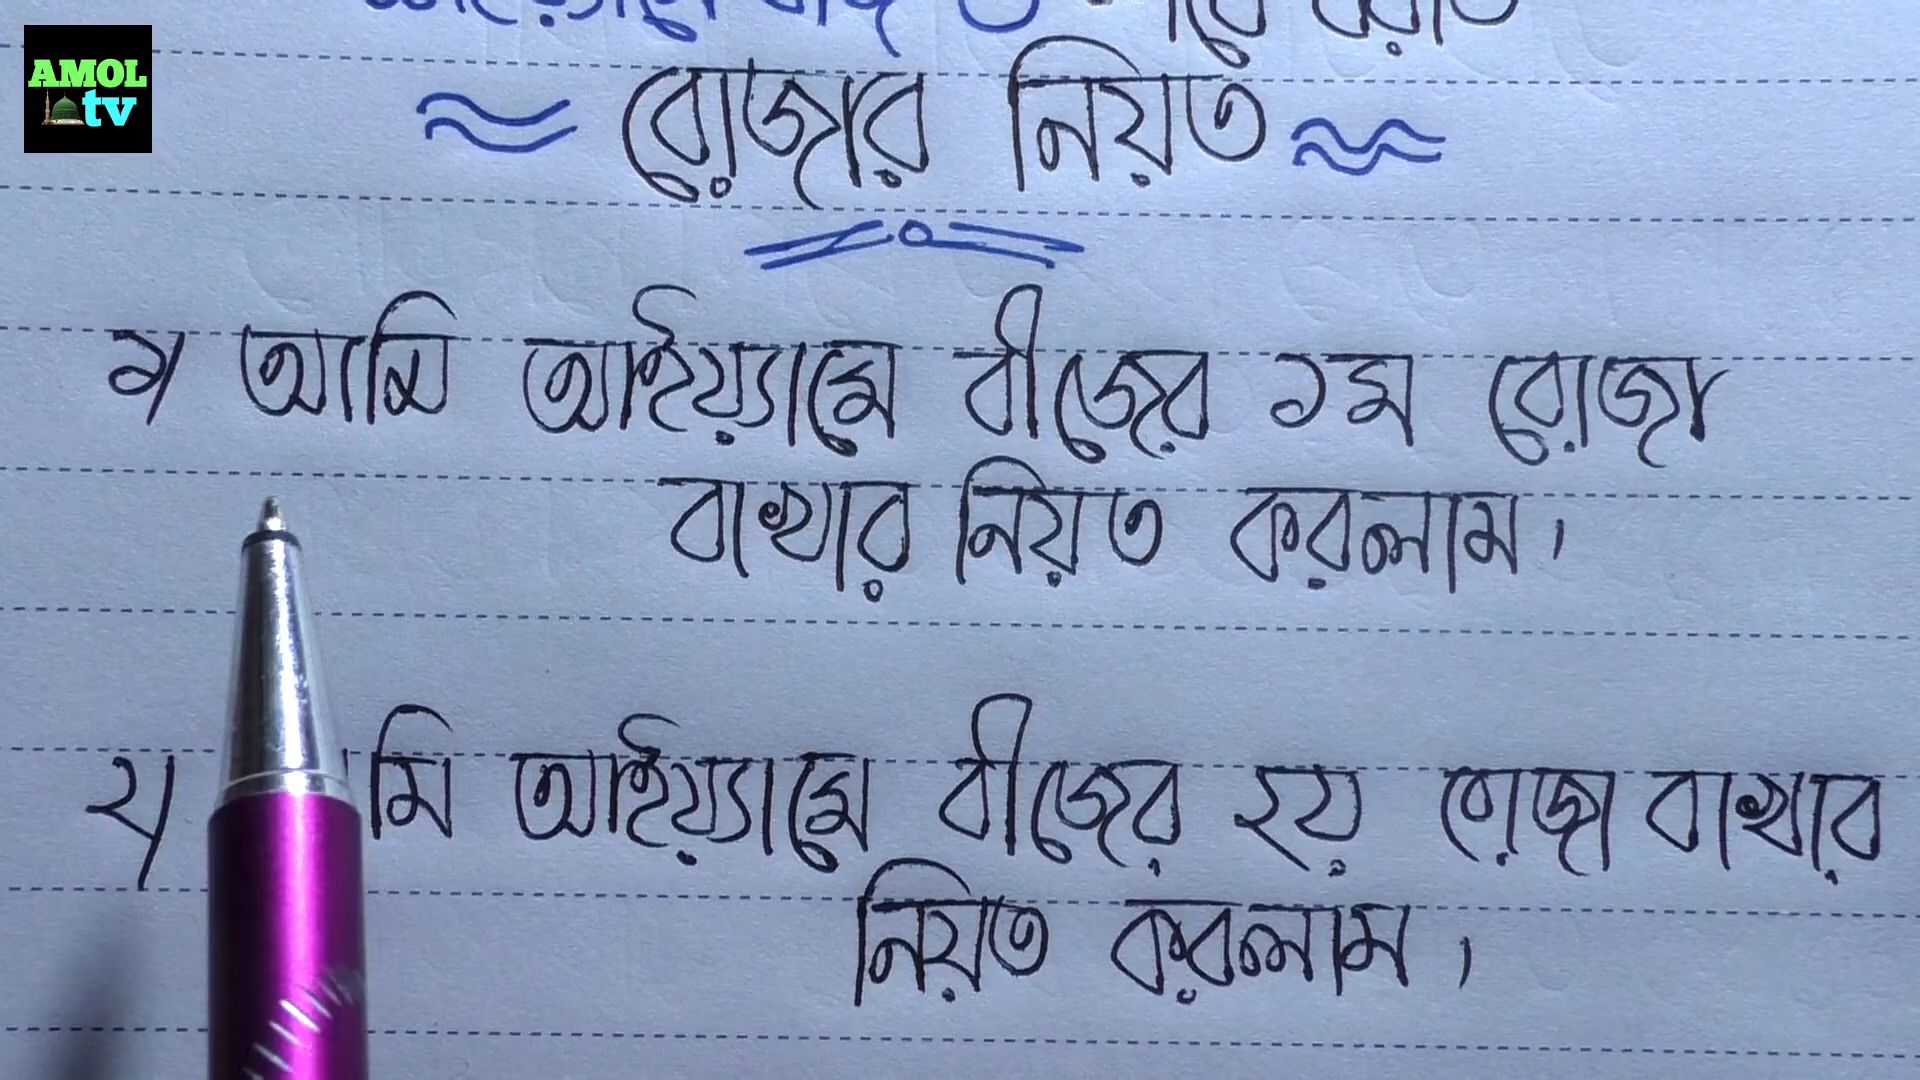 AMOL
tv
রোজার নিয়ত
১/ আমি আইয়্যামে বীজের ১ম রোজা
রাখার নিয়ত করলাম।
২/ মি আইয়্যামে বীজের ২য় রোজা রাখার
নিয়ত করলাম।